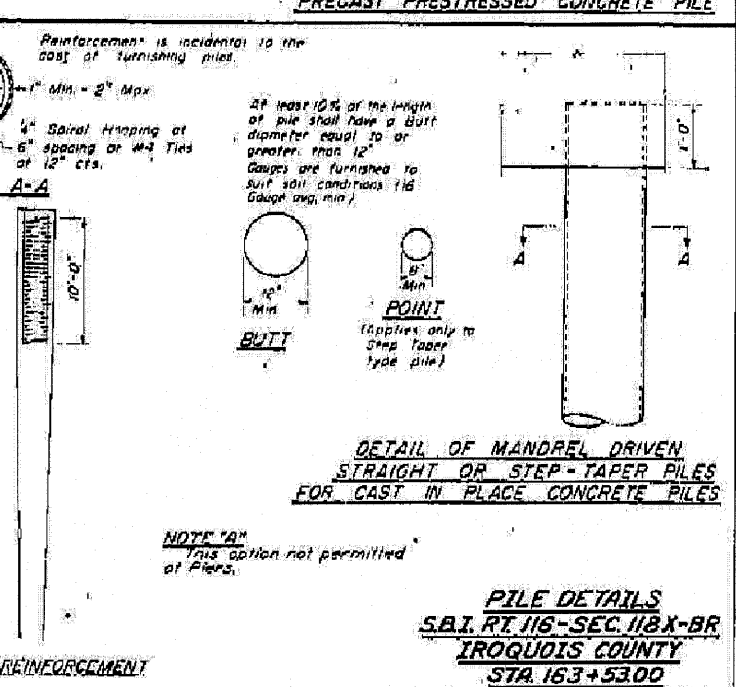 PRECAST PRESTRESSED CONCRETE PILE
Reinforcement is incidental to the
cost of furnishing piles.
1" Min. - 2" Max.
¼" Spiral Hooping at
6" spacing or #4 Ties
at 12" cts.
A-A
10'-0"
REINFORCEMENT
At least 10% of the length
of pile shall have a Butt
diameter equal to or
greater than 12"
Gauges are furnished to
suit soil conditions (16
Gauge avg. min.)
12"
Min.
BUTT
8"
Min.
POINT
(Applies only to
Step Taper
type pile)
1'-0"
A
A
DETAIL OF MANDREL DRIVEN
STRAIGHT OR STEP-TAPER PILES
FOR CAST IN PLACE CONCRETE PILES
NOTE "A"
This option not permitted
at Piers.
PILE DETAILS
S.B.I. RT. 116-SEC. 118X-BR
IROQUOIS COUNTY
STA. 163+53.00